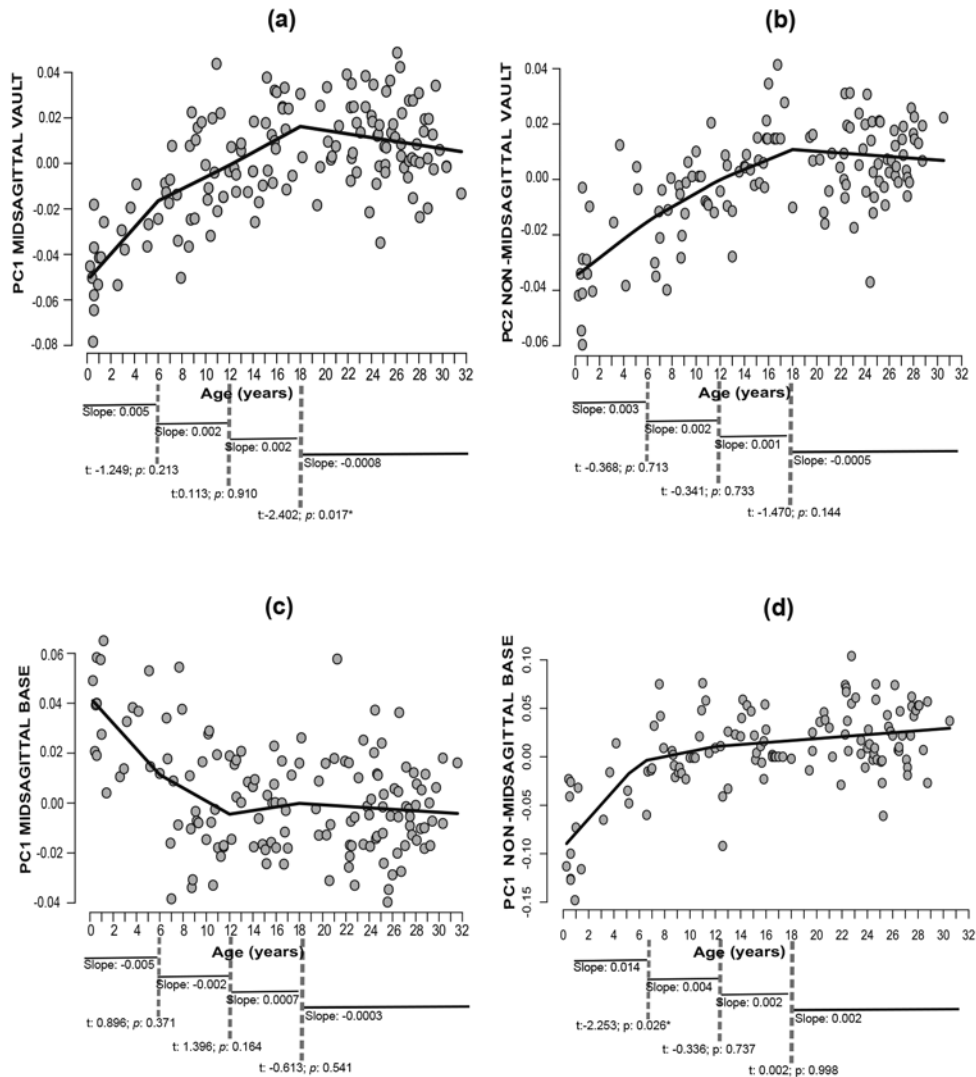 (a)
PC1 MIDSAGITTAL VAULT
0.04
0.02
0.00
-0.02
-0.04
-0.06
-0.08
0 2 4 6 8 10 12 14 16 18 20 22 24 26 28 30 32
Age (years)
Slope: 0.005
Slope: 0.002
Slope: 0.002
Slope: -0.0008
t: -1.249; p: 0.213
t:0.113; p: 0.910
t:-2.402; p: 0.017*
(b)
PC2 NON-MIDSAGITTAL VAULT
0.04
0.02
0.00
-0.02
-0.04
-0.06
0 2 4 6 8 10 12 14 16 18 20 22 24 26 28 30 32
Age (years)
Slope: 0.003
Slope: 0.002
Slope: 0.001
Slope: -0.0005
t: -0.368; p: 0.713
t: -0.341; p: 0.733
t: -1.470; p: 0.144
(c)
PC1 MIDSAGITTAL BASE
0.06
0.04
0.02
0.00
-0.02
-0.04
0 2 4 6 8 10 12 14 16 18 20 22 24 26 28 30 32
Age (years)
Slope: -0.005
Slope: -0.002
Slope: 0.0007
Slope: -0.0003
t: 0.896; p: 0.371
t: 1.396; p: 0.164
t: -0.613; p: 0.541
(d)
PC1 NON-MIDSAGITTAL BASE
0.10
0.05
0.00
-0.05
-0.10
-0.15
0 2 4 6 8 10 12 14 16 18 20 22 24 26 28 30 32
Age (years)
Slope: 0.014
Slope: 0.004
Slope: 0.002
Slope: 0.002
t:-2.253; p: 0.026*
t: -0.336; p: 0.737
t: 0.002; p: 0.998